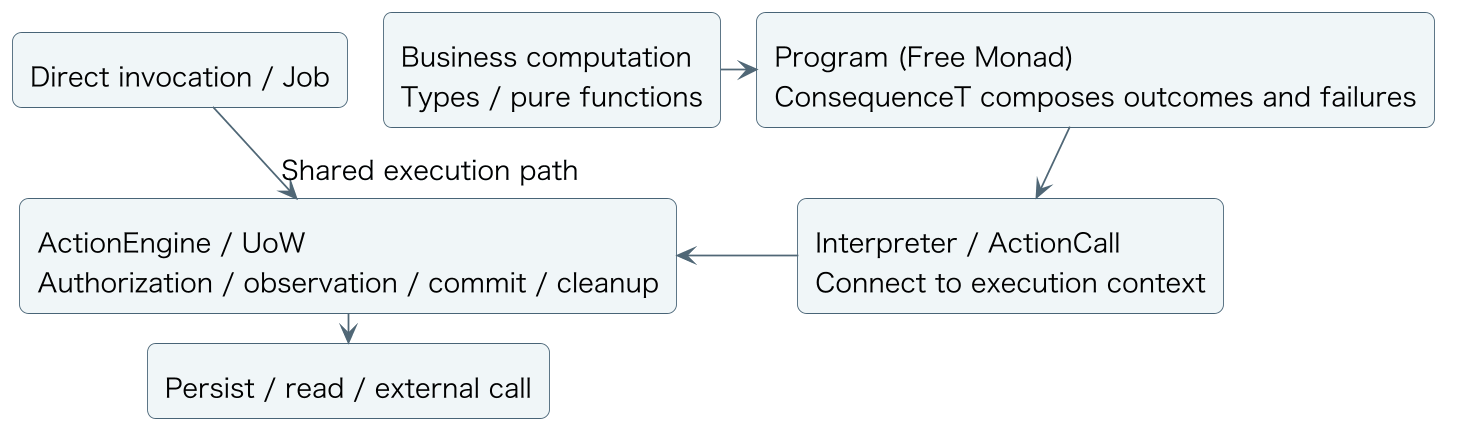 Direct invocation / Job
Business computation
Types / pure functions
Program (Free Monad)
ConsequenceT composes outcomes and failures
Shared execution path
ActionEngine / UoW
Authorization / observation / commit / cleanup
Interpreter / ActionCall
Connect to execution context
Persist / read / external call